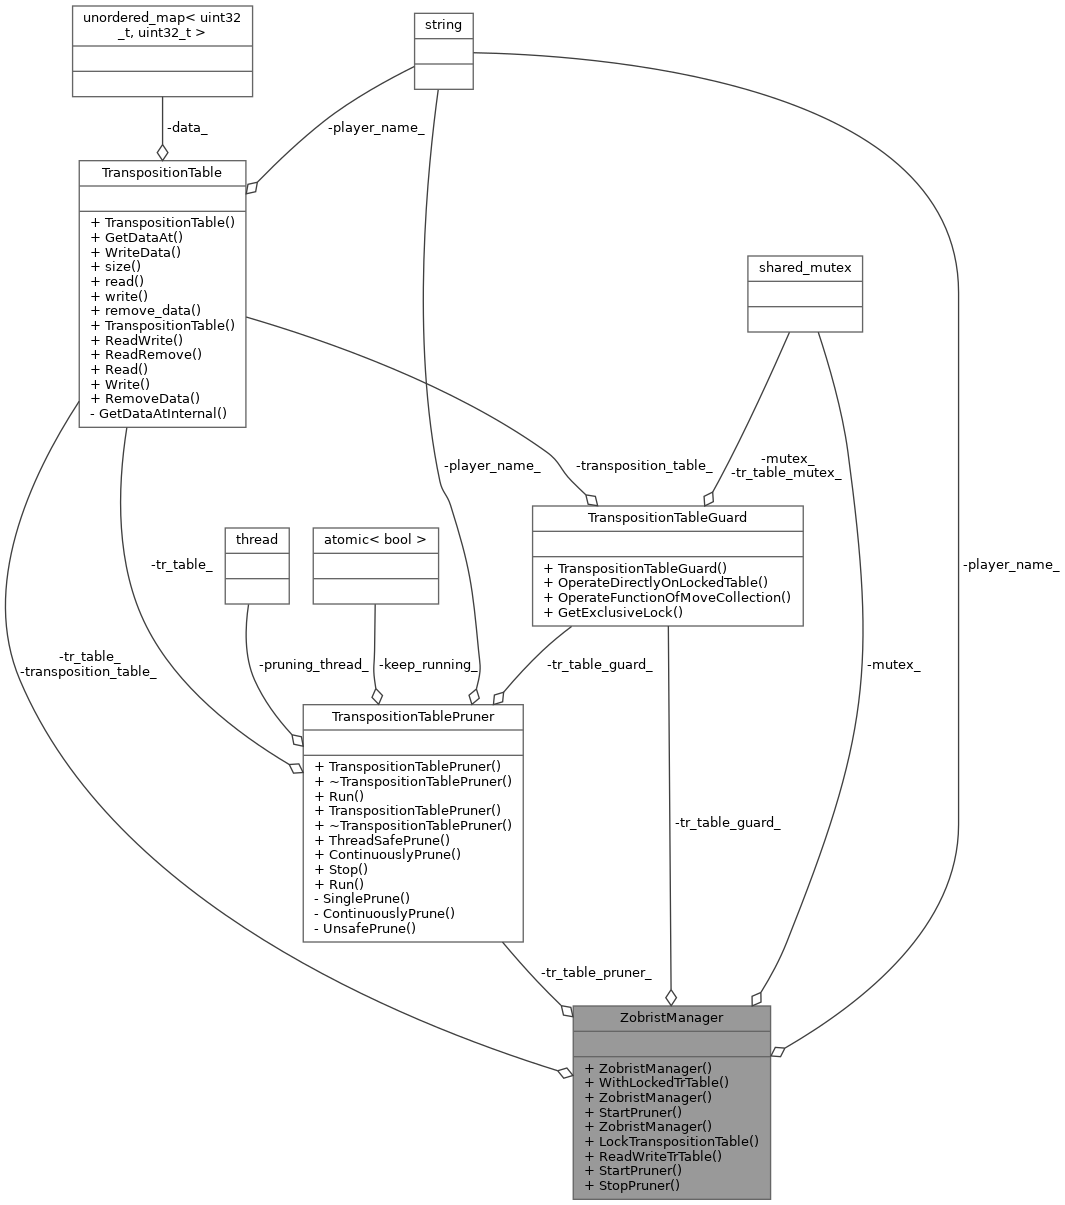 unordered_map< uint32
_t, uint32_t >
string
-data_
-player_name_
TranspositionTable
+ TranspositionTable()
+ GetDataAt()
+ WriteData()
+ size()
+ read()
+ write()
+ remove_data()
+ TranspositionTable()
+ ReadWrite()
+ ReadRemove()
+ Read()
+ Write()
+ RemoveData()
- GetDataAtInternal()
shared_mutex
-player_name_
-transposition_table_
-mutex_
-tr_table_mutex_
TranspositionTableGuard
+ TranspositionTableGuard()
+ OperateDirectlyOnLockedTable()
+ OperateFunctionOfMoveCollection()
+ GetExclusiveLock()
thread
atomic< bool >
-tr_table_
-player_name_
-tr_table_
-transposition_table_
-pruning_thread_
-keep_running_
-tr_table_guard_
-mutex_
TranspositionTablePruner
+ TranspositionTablePruner()
+ ~TranspositionTablePruner()
+ Run()
+ TranspositionTablePruner()
+ ~TranspositionTablePruner()
+ ThreadSafePrune()
+ ContinuouslyPrune()
+ Stop()
+ Run()
- SinglePrune()
- ContinuouslyPrune()
- UnsafePrune()
-tr_table_guard_
-tr_table_pruner_
ZobristManager
+ ZobristManager()
+ WithLockedTrTable()
+ ZobristManager()
+ StartPruner()
+ ZobristManager()
+ LockTranspositionTable()
+ ReadWriteTrTable()
+ StartPruner()
+ StopPruner()